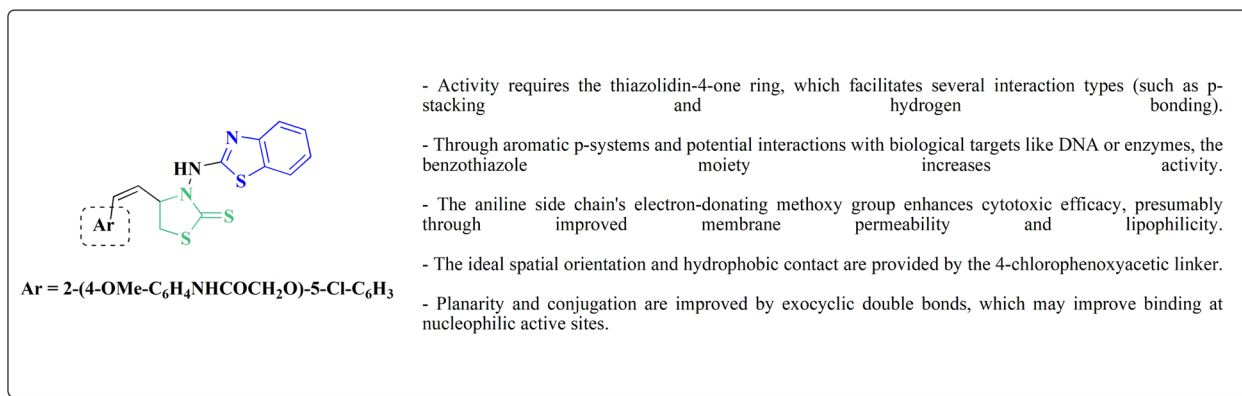 - Activity requires the thiazolidin-4-one ring, which facilitates several interaction types (such as p-
stacking and hydrogen bonding).
- Through aromatic p-systems and potential interactions with biological targets like DNA or enzymes, the
benzothiazole moiety increases activity.
- The aniline side chain's electron-donating methoxy group enhances cytotoxic efficacy, presumably
through improved membrane permeability and lipophilicity.
- The ideal spatial orientation and hydrophobic contact are provided by the 4-chlorophenoxyacetic linker.
- Planarity and conjugation are improved by exocyclic double bonds, which may improve binding at
nucleophilic active sites.
N
HN
S
N
S
Ar
S
Ar = 2-(4-OMe-C₆H₄NHCOCH₂O)-5-Cl-C₆H₃